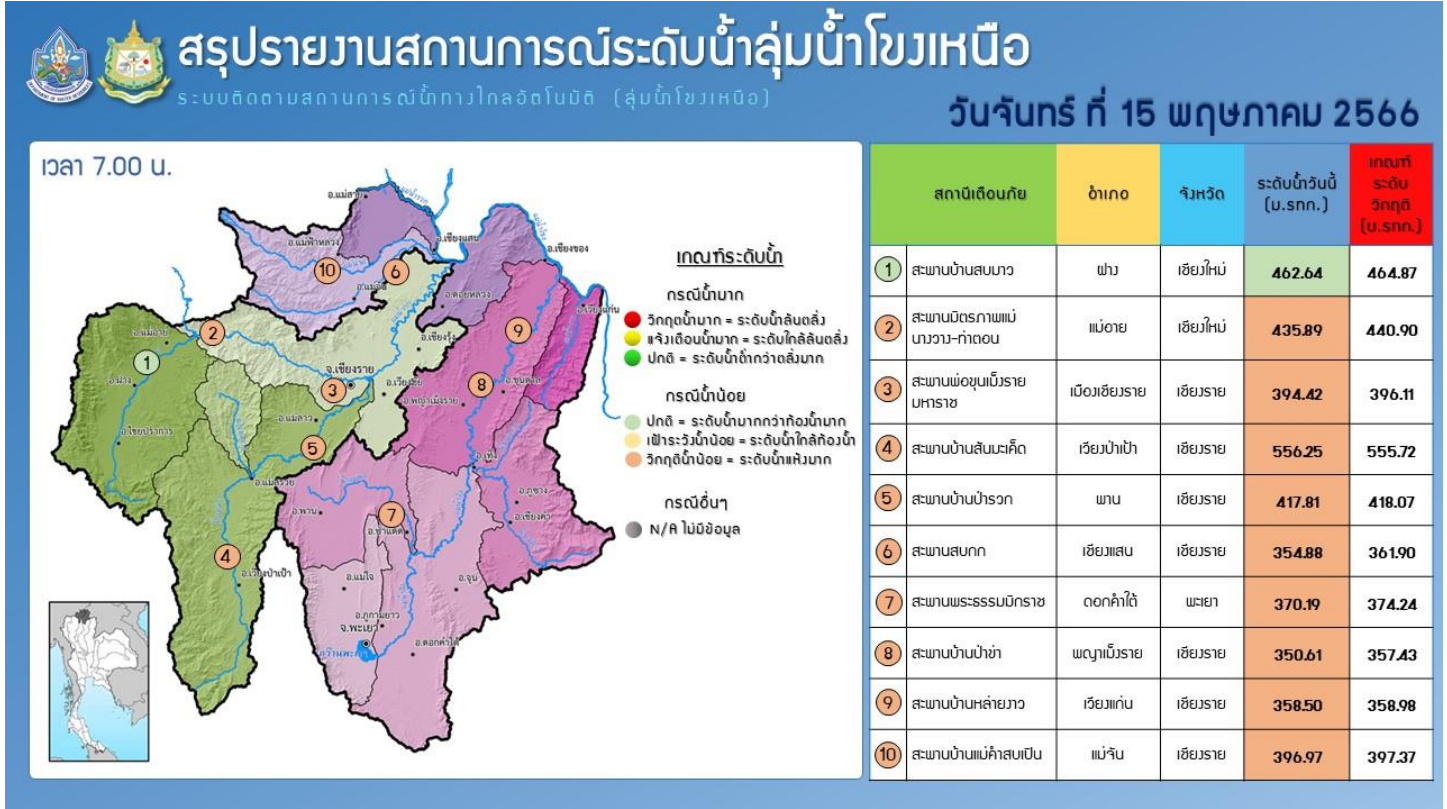 สรุปรายงานสถานการณ์ระดับน้ำลุ่มน้ำโขงเหนือ
ระบบติดตามสถานการณ์น้ำทางไกลอัตโนมัติ (ลุ่มน้ำโขงเหนือ)
วันจันทร์ ที่ 15 พฤษภาคม 2566
เวลา 7.00 น.
อ.แม่สาย
อ.แม่ฟ้าหลวง
อ.เชียงแสน
อ.เชียงของ
10
6
อ.ดอยหลวง
อ.เวียงแก่น
อ.แม่อาย
2
9
อ.เชียงรุ้ง
1
จ.เชียงราย
อ.ฝาง
3
อ.พญาเม็งราย
8
อ.ขุนตาล
อ.แม่ลาว
อ.ไชยปราการ
5
อ.เทิง
อ.แม่สรวย
อ.ภูซาง
อ.พาน
7
อ.ป่าแดด
อ.เชียงคำ
4
อ.เวียงป่าเป้า
อ.แม่ใจ
อ.จุน
อ.ภูกามยาว
จ.พะเยา
อ.ดอกคำใต้
กว๊านพะเยา
เกณฑ์ระดับน้ำ
กรณีน้ำมาก
วิกฤตน้ำมาก = ระดับน้ำล้นตลิ่ง
แจ้งเตือนน้ำมาก = ระดับใกล้ล้นตลิ่ง
ปกติ = ระดับน้ำต่ำกว่าตลิ่งมาก
กรณีน้ำน้อย
ปกติ = ระดับน้ำมากกว่าท้องน้ำมาก
เฝ้าระวังน้ำน้อย = ระดับน้ำใกล้ท้องน้ำ
วิกฤติน้ำน้อย = ระดับน้ำแห้งมาก
กรณีอื่นๆ
N/A ไม่มีข้อมูล
สถานีเตือนภัย อำเภอ จังหวัด ระดับน้ำวันนี้ (ม.รทก.) เกณฑ์ระดับวิกฤติ (ม.รทก.)
1 สะพานบ้านสบมาว ฝาง เชียงใหม่ 462.64 464.87
2 สะพานมิตรภาพแม่นางวาง-ท่าตอน แม่อาย เชียงใหม่ 435.89 440.90
3 สะพานพ่อขุนเม็งรายมหาราช เมืองเชียงราย เชียงราย 394.42 396.11
4 สะพานบ้านสันมะเค็ด เวียงป่าเป้า เชียงราย 556.25 555.72
5 สะพานบ้านป่ารวก พาน เชียงราย 417.81 418.07
6 สะพานสบกก เชียงแสน เชียงราย 354.88 361.90
7 สะพานพระธรรมมิกราช ดอกคำใต้ พะเยา 370.19 374.24
8 สะพานบ้านป่าข่า พญาเม็งราย เชียงราย 350.61 357.43
9 สะพานบ้านหล่ายงาว เวียงแก่น เชียงราย 358.50 358.98
10 สะพานบ้านแม่คำสบเปิน แม่จัน เชียงราย 396.97 397.37